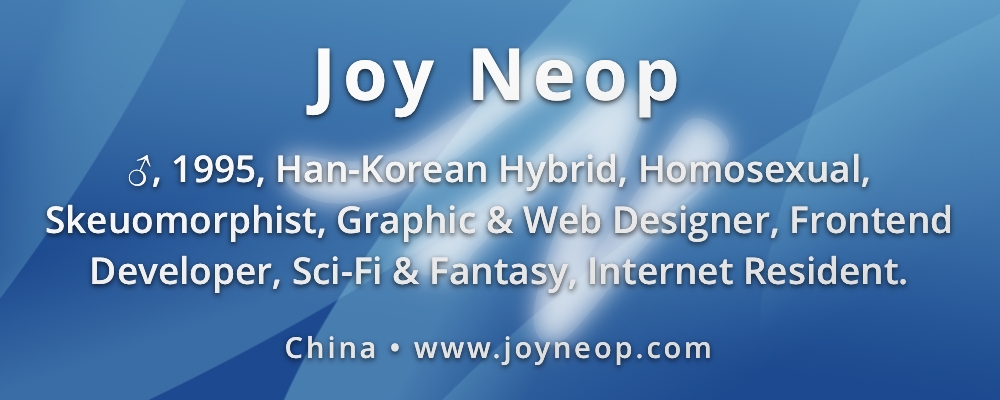 Joy Neop
♂, 1995, Han-Korean Hybrid, Homosexual,
Skeuomorphist, Graphic & Web Designer, Frontend
Developer, Sci-Fi & Fantasy, Internet Resident.
China • www.joyneop.com